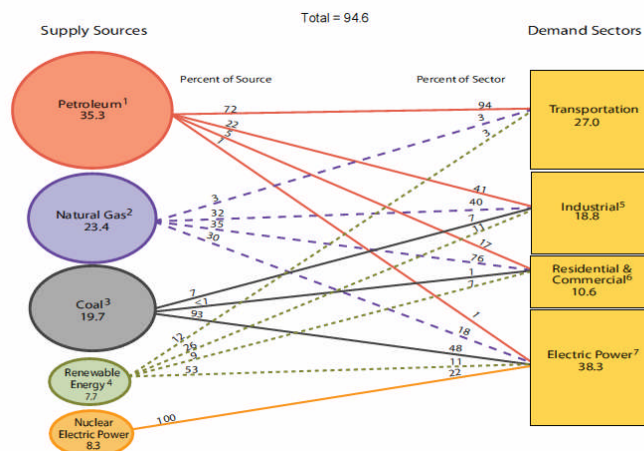 Total = 94.6
Supply Sources
Demand Sectors
Percent of Source
Percent of Sector
Petroleum1
35.3
72
22
5
1
94
3
3
Transportation
27.0
Natural Gas2
23.4
3
32
35
30
41
40
7
11
Industrial5
18.8
Coal3
19.7
7
<1
93
17
76
1
7
Residential &
Commercial6
10.6
Renewable
Energy4
7.7
12
26
9
53
1
18
48
11
22
Electric Power7
38.3
Nuclear
Electric Power
8.3
100